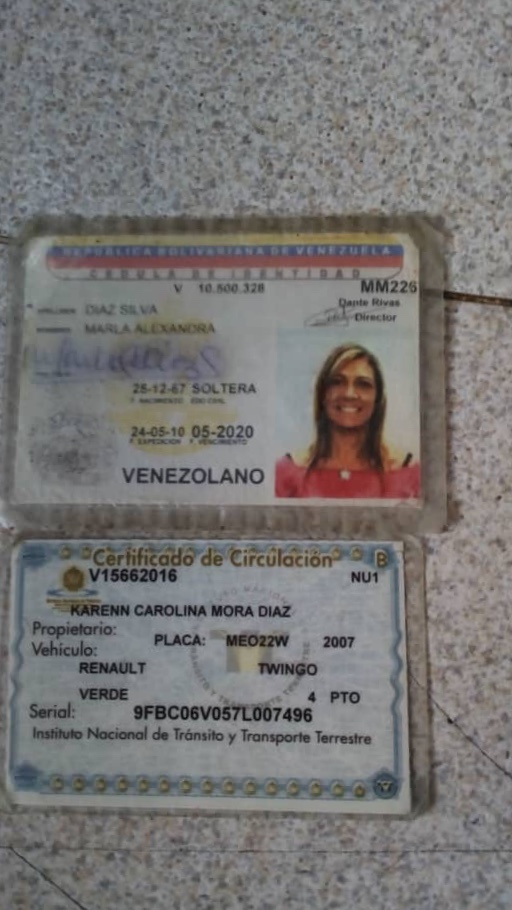 REPUBLICA BOLIVARIANA DE VENEZUELA
CEDULA DE IDENTIDAD
V 10.500.328 MM226
Dante Rivas
Director
APELLIDOS DIAZ SILVA
NOMBRES MARLA ALEXANDRA
25-12-67 SOLTERA
F. NACIMIENTO EDO CIVIL
24-05-10 05-2020
F. EXPEDICION F. VENCIMIENTO
VENEZOLANO
Certificado de Circulación B
V15662016 NU1
KARENN CAROLINA MORA DIAZ
Propietario:
PLACA: MEO22W 2007
Vehículo:
RENAULT TWINGO
VERDE 4 PTO
Serial: 9FBC06V057L007496
Instituto Nacional de Tránsito y Transporte Terrestre